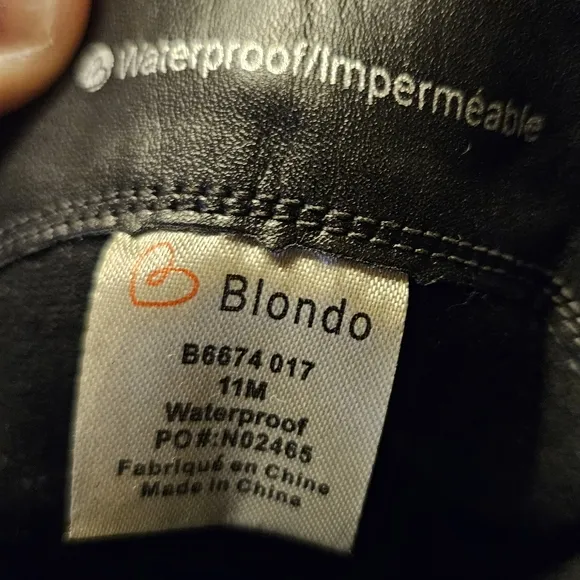 Waterproof/Imperméable
Blondo
B6674 017
11M
Waterproof
PO#:N02465
Fabriqué en Chine
Made in China